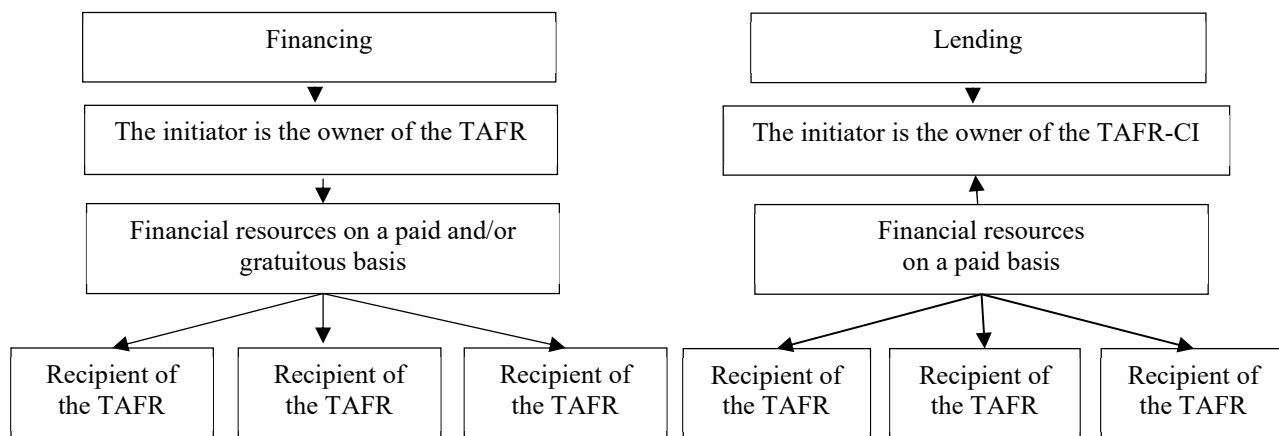 Financing
The initiator is the owner of the TAFR
Financial resources on a paid and/or
gratuitous basis
Recipient of
the TAFR
Recipient of
the TAFR
Recipient of
the TAFR
Lending
The initiator is the owner of the TAFR-CI
Financial resources
on a paid basis
Recipient of
the TAFR
Recipient of
the TAFR
Recipient of
the TAFR